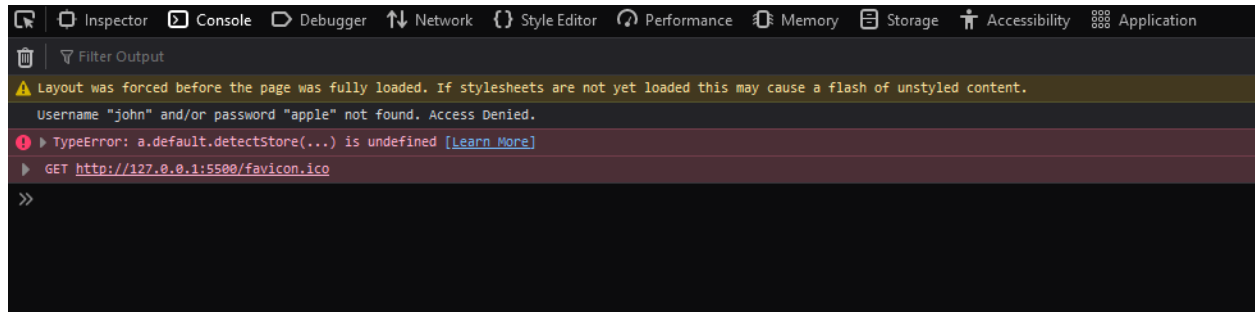 Inspector Console Debugger Network {} Style Editor Performance Memory Storage Accessibility Application
Filter Output
Layout was forced before the page was fully loaded. If stylesheets are not yet loaded this may cause a flash of unstyled content.
Username "john" and/or password "apple" not found. Access Denied.
TypeError: a.default.detectStore(...) is undefined [Learn More]
GET http://127.0.0.1:5500/favicon.ico